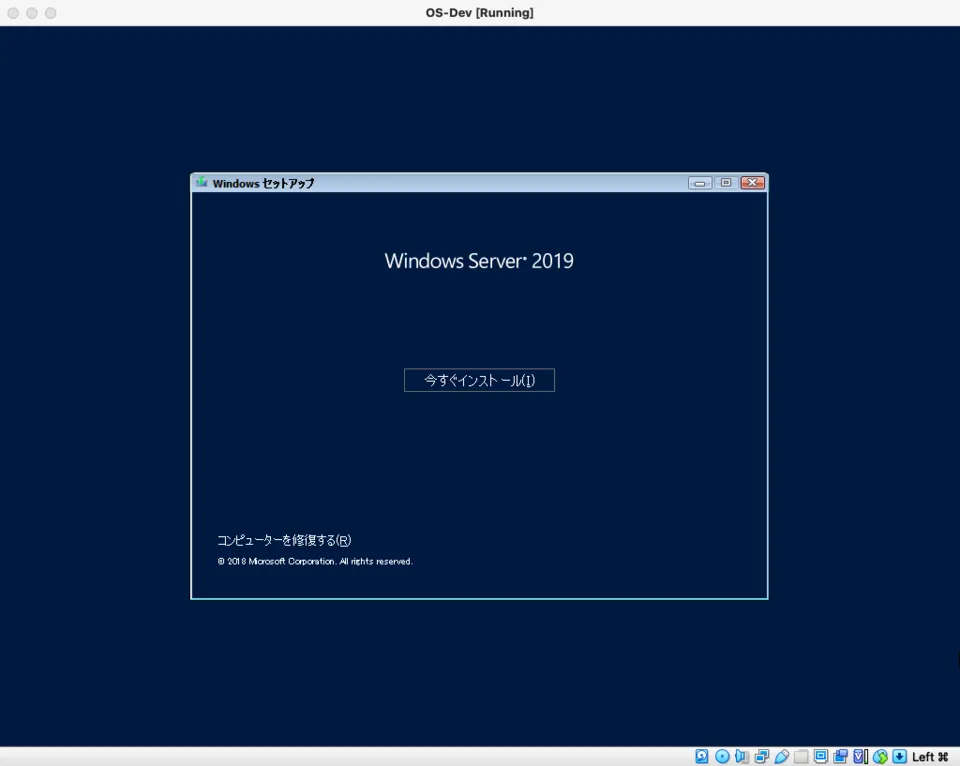 OS-Dev [Running]
Windows セットアップ
Windows Server® 2019
今すぐインストール(I)
コンピューターを修復する(R)
© 2018 Microsoft Corporation. All rights reserved.
Left ⌘